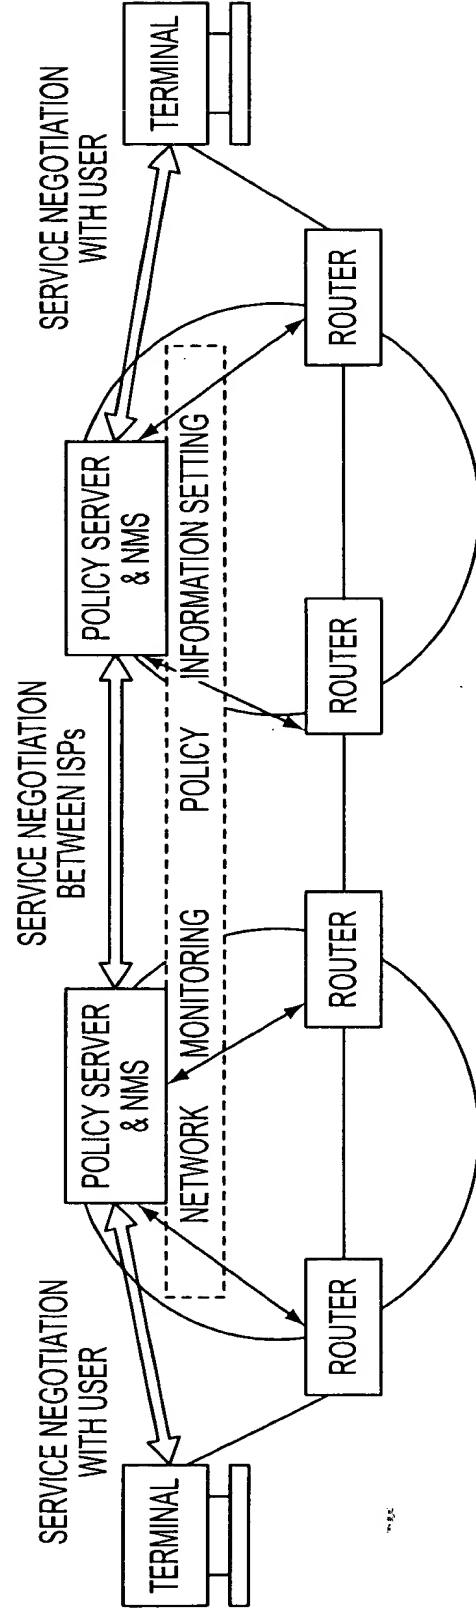 SERVICE NEGOTIATION
WITH USER
SERVICE NEGOTIATION
BETWEEN ISPs
SERVICE NEGOTIATION
WITH USER
TERMINAL
POLICY SERVER
& NMS
POLICY SERVER
& NMS
TERMINAL
NETWORK MONITORING POLICY INFORMATION SETTING
ROUTER
ROUTER
ROUTER
ROUTER